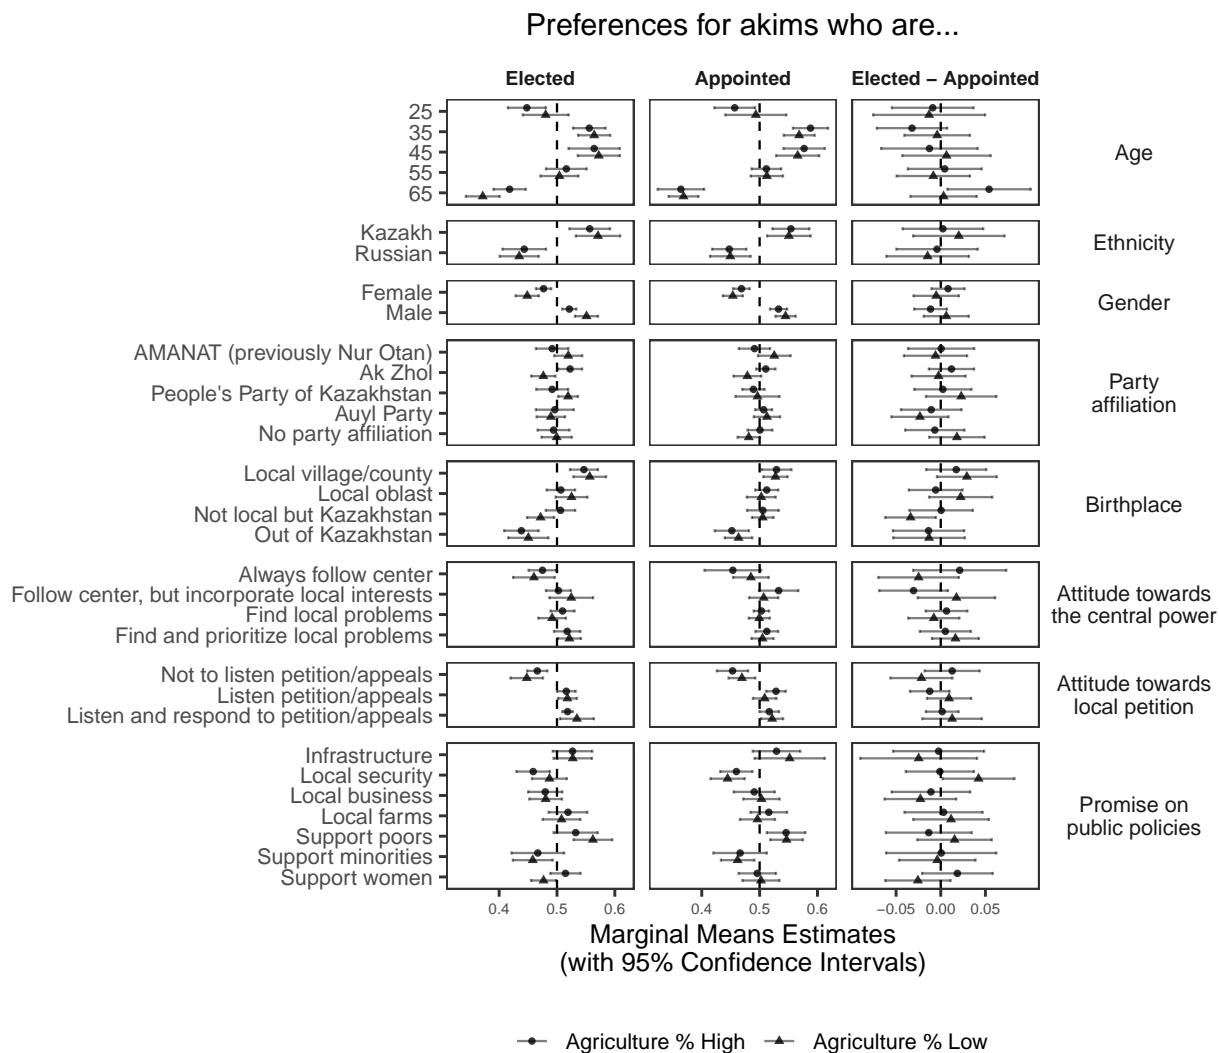 Preferences for akims who are...
Elected
Appointed
Elected − Appointed
25
35
45
55
65
Age
Kazakh
Russian
Ethnicity
Female
Male
Gender
AMANAT (previously Nur Otan)
Ak Zhol
People's Party of Kazakhstan
Auyl Party
No party affiliation
Party
affiliation
Local village/county
Local oblast
Not local but Kazakhstan
Out of Kazakhstan
Birthplace
Always follow center
Follow center, but incorporate local interests
Find local problems
Find and prioritize local problems
Attitude towards
the central power
Not to listen petition/appeals
Listen petition/appeals
Listen and respond to petition/appeals
Attitude towards
local petition
Infrastructure
Local security
Local business
Local farms
Support poors
Support minorities
Support women
Promise on
public policies
0.4 0.5 0.6
0.4 0.5 0.6
−0.05 0.00 0.05
Marginal Means Estimates
(with 95% Confidence Intervals)
Agriculture % High
Agriculture % Low